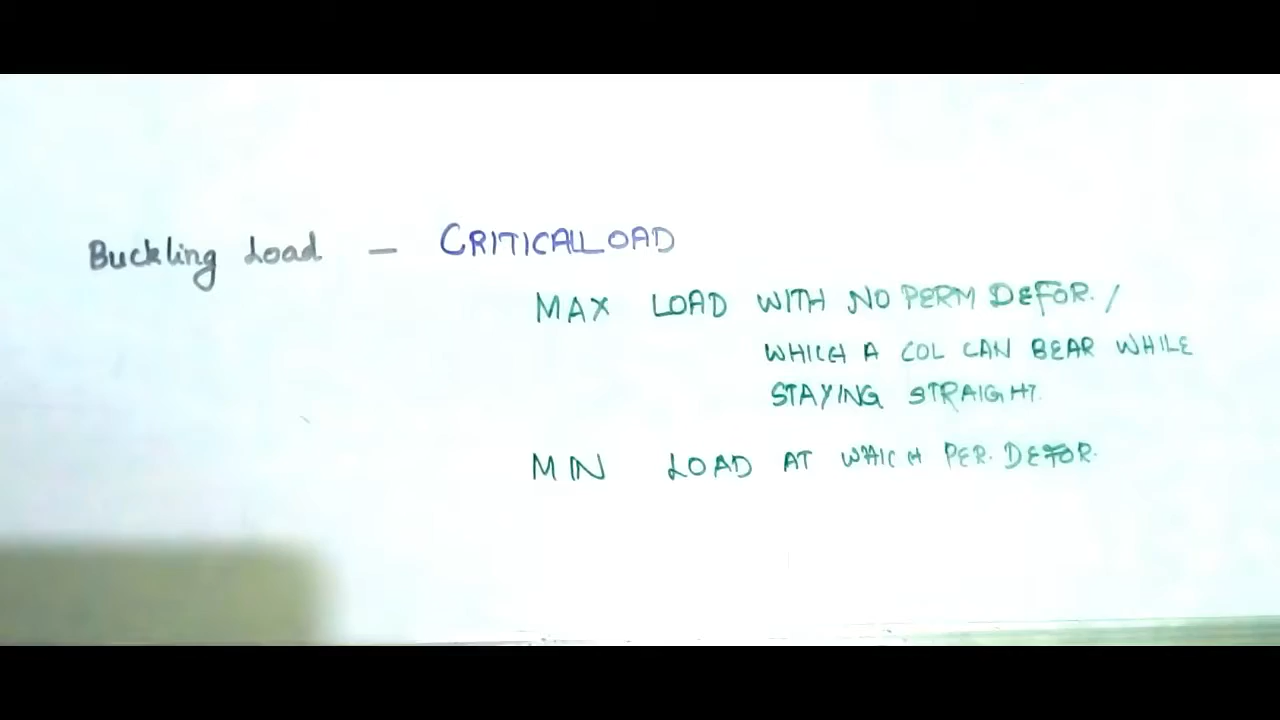 Buckling Load - CRITICALLOAD
MAX LOAD WITH NO PERM DEFOR. /
WHICH A COL CAN BEAR WHILE
STAYING STRAIGHT.
MIN LOAD AT WHICH PER. DEFOR.